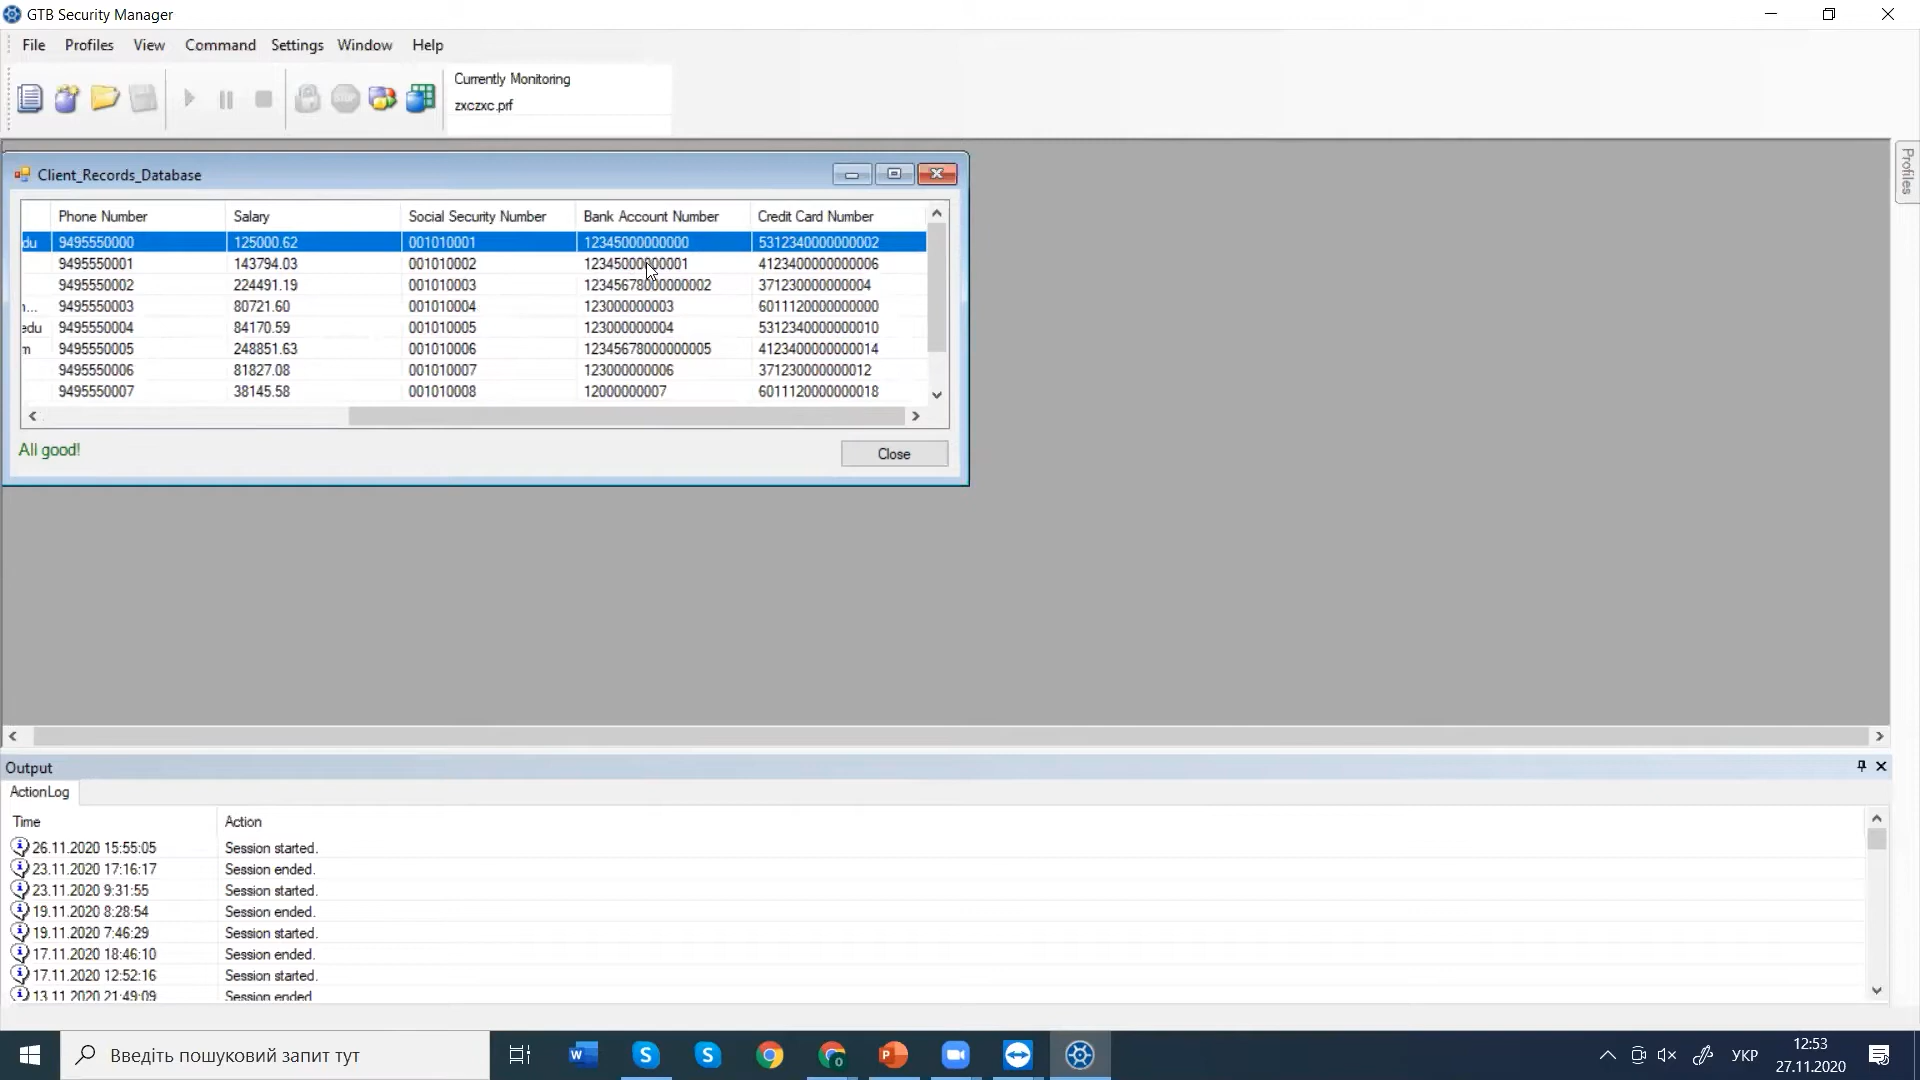 GTB Security Manager
File Profiles View Command Settings Window Help
Currently Monitoring
zxczxc.prf
Profiles
Client_Records_Database
Phone Number Salary Social Security Number Bank Account Number Credit Card Number
du 9495550000 125000.62 001010001 12345000000000 5312340000000002
9495550001 143794.03 001010002 12345000000001 4123400000000006
9495550002 224491.19 001010003 12345678000000002 371230000000004
n... 9495550003 80721.60 001010004 123000000003 6011120000000000
edu 9495550004 84170.59 001010005 123000000004 5312340000000010
m 9495550005 248851.63 001010006 12345678000000005 4123400000000014
9495550006 81827.08 001010007 123000000006 371230000000012
9495550007 38145.58 001010008 12000000007 6011120000000018
All good!
Close
Output
ActionLog
Time Action
26.11.2020 15:55:05 Session started.
23.11.2020 17:16:17 Session ended.
23.11.2020 9:31:55 Session started.
19.11.2020 8:28:54 Session ended.
19.11.2020 7:46:29 Session started.
17.11.2020 18:46:10 Session ended.
17.11.2020 12:52:16 Session started.
13.11.2020 21:49:09 Session ended
Введіть пошуковий запит тут
УКР
12:53
27.11.2020